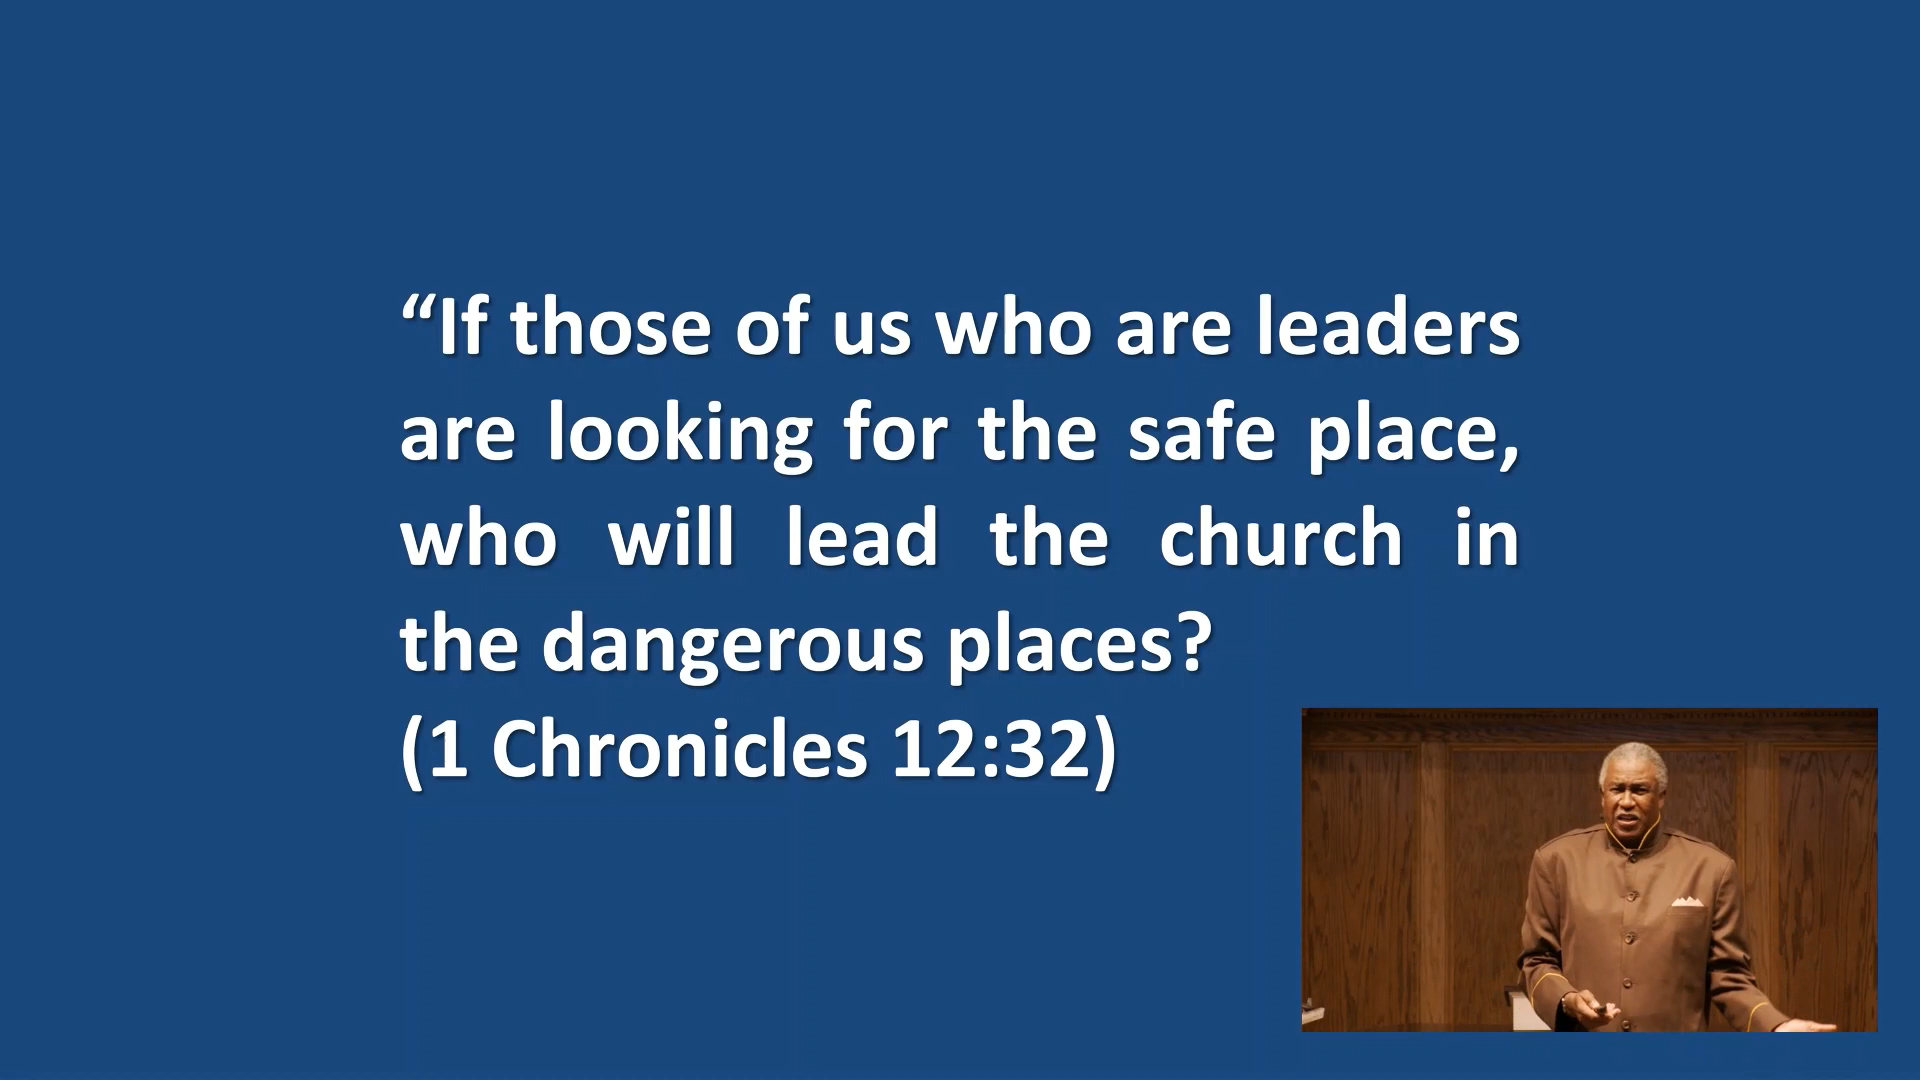 “If those of us who are leaders
are looking for the safe place,
who will lead the church in
the dangerous places?
(1 Chronicles 12:32)